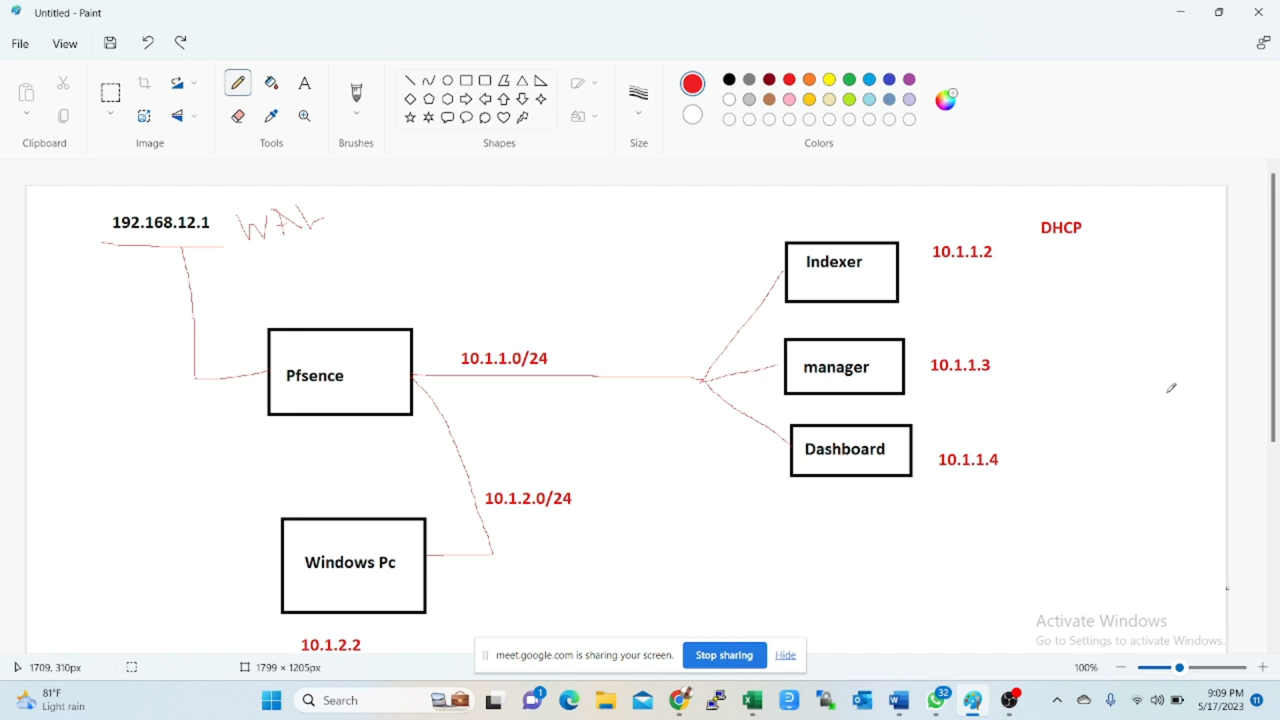 Untitled - Paint
File View
Clipboard
Image
Tools
Brushes
Shapes
Size
Colors
192.168.12.1
WAN
DHCP
Indexer
10.1.1.2
Pfsence
10.1.1.0/24
manager
10.1.1.3
Dashboard
10.1.1.4
10.1.2.0/24
Windows Pc
10.1.2.2
Activate Windows
Go to Settings to activate Windows.
meet.google.com is sharing your screen.
Stop sharing
Hide
1709, 310px
1799 × 1205px
100%
81°F
Light rain
Search
1
32
9:09 PM
5/17/2023
11